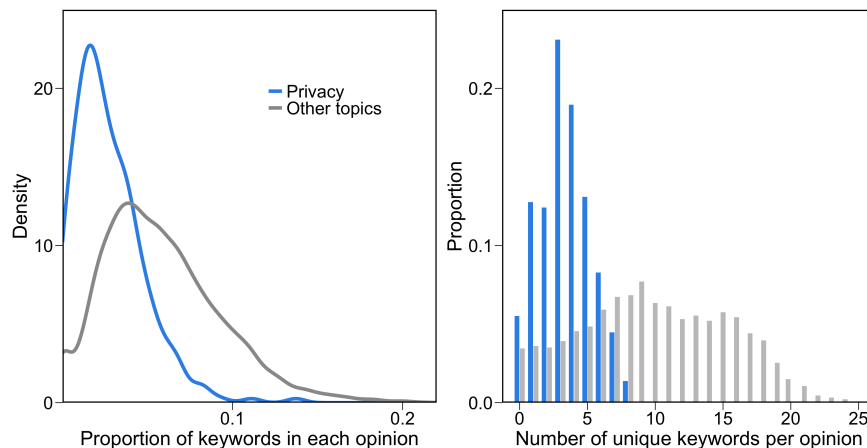 Density
20
10
0
0.1
0.2
Proportion of keywords in each opinion
Privacy
Other topics
Proportion
0.2
0.1
0.0
0
5
10
15
20
25
Number of unique keywords per opinion